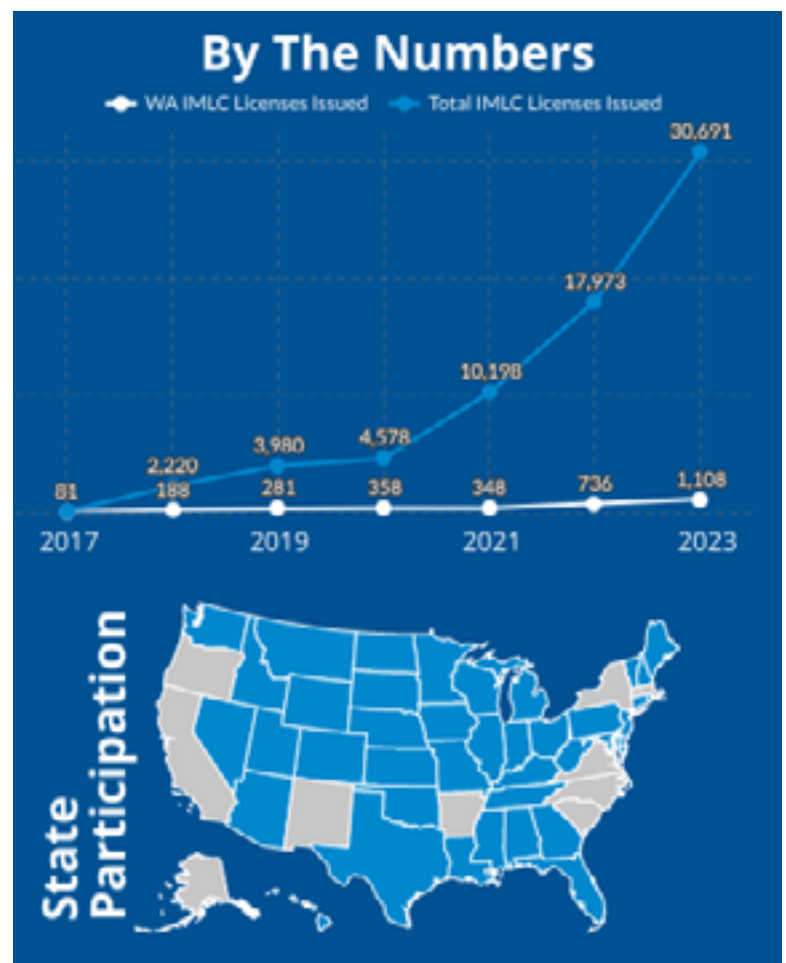 By The Numbers
WA IMLC Licenses Issued Total IMLC Licenses Issued
30,691
17,973
10,198
4,578
3,980
2,220
81 188 281 358 348 736 1,108
2017 2019 2021 2023
State
Participation